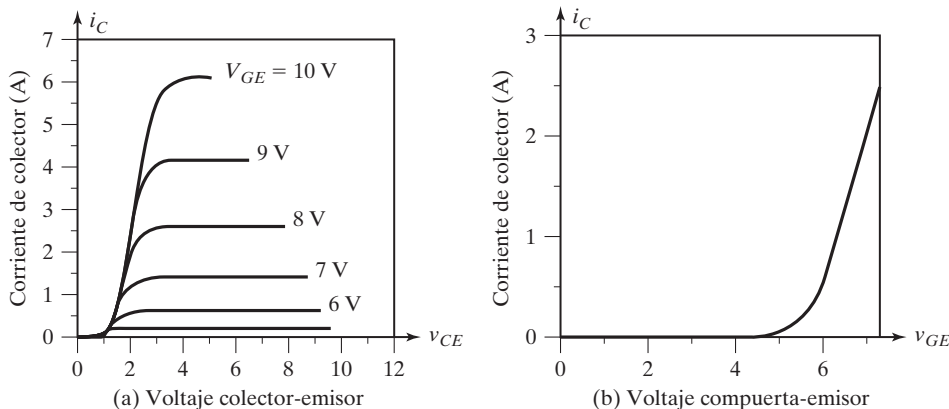 i_C
7
6
5
4
3
2
1
0
Corriente de colector (A)
V_GE = 10 V
9 V
8 V
7 V
6 V
0 2 4 6 8 10 12
v_CE
(a) Voltaje colector-emisor
i_C
3
2
1
0
Corriente de colector (A)
0 2 4 6
v_GE
(b) Voltaje compuerta-emisor